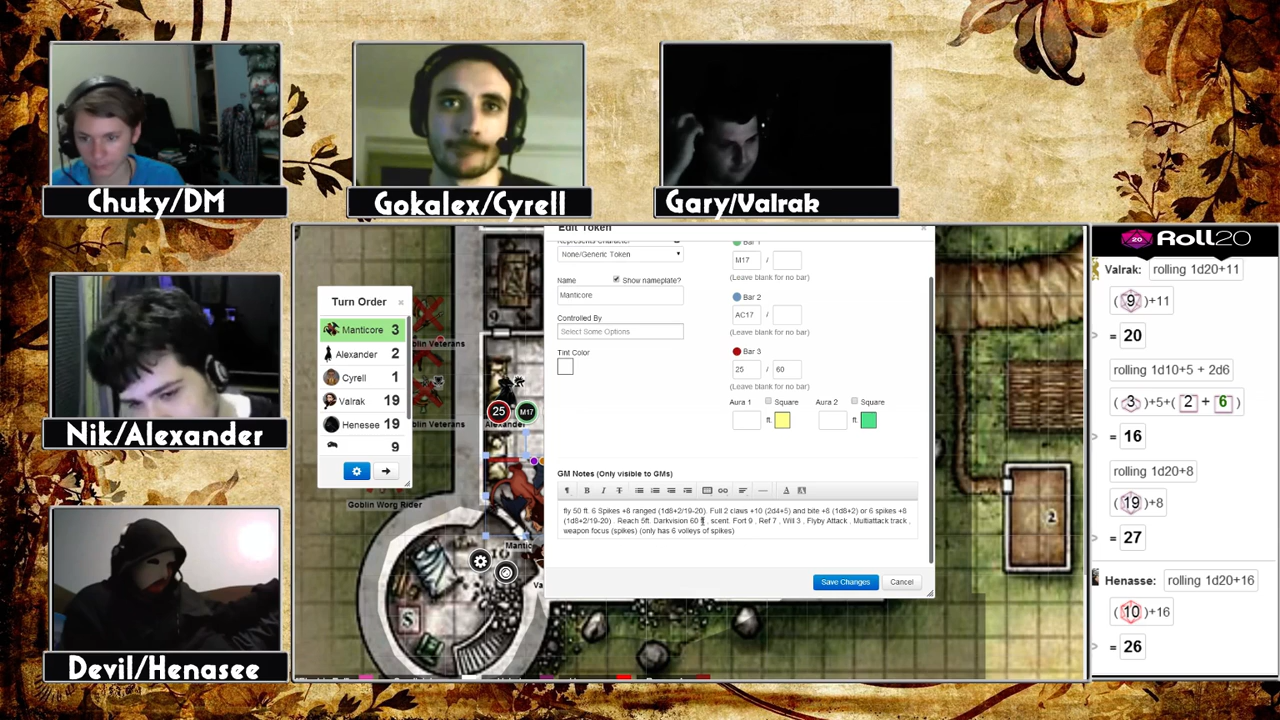 Chuky/DM
Gokalex/Cyrell
Gary/Valrak
Nik/Alexander
Devil/Henasee
Turn Order
Manticore 3
Alexander 2
Cyrell 1
Valrak 19
Henesee 19
9
Goblin Worg Rider
25
M17
Edit Token
Represents Character
None/Generic Token
Name
Show nameplate?
Manticore
Controlled By
Select Some Options
Tint Color
Bar 1
M17 /
(Leave blank for no bar)
Bar 2
AC17 /
(Leave blank for no bar)
Bar 3
25 / 60
(Leave blank for no bar)
Aura 1 Square Aura 2 Square
ft. ft.
GM Notes (Only visible to GMs)
fly 50 ft. 6 Spikes +8 ranged (1d8+2/19-20). Full 2 claws +10 (2d4+5) and bite +8 (1d8+2) or 6 spikes +8
(1d8+2/19-20) . Reach 5ft. Darkvision 60 ft , scent. Fort 9 , Ref 7 , Will 3 , Flyby Attack , Multiattack track ,
weapon focus (spikes) (only has 6 volleys of spikes)
Save Changes
Cancel
S
2
20
Roll20
Valrak: rolling 1d20+11
(9)+11
= 20
rolling 1d10+5 + 2d6
(3)+5+(2 + 6)
= 16
rolling 1d20+8
(19)+8
= 27
Henasse: rolling 1d20+16
(10)+16
= 26